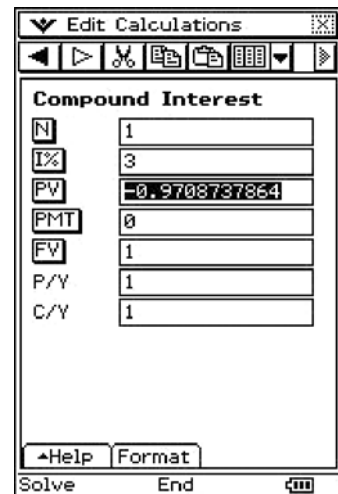 Edit Calculations
Compound Interest
N 1
I% 3
PV -0.9708737864
PMT 0
FV 1
P/Y 1
C/Y 1
Help Format
Solve End